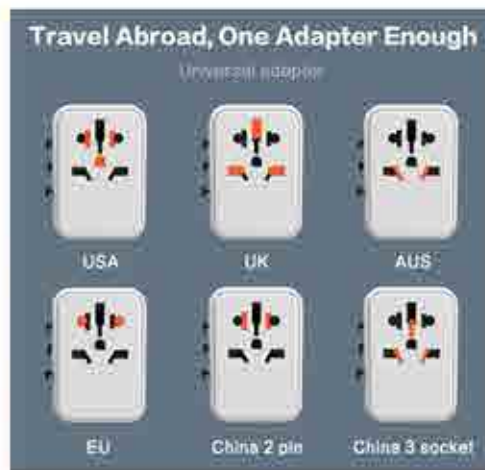 Travel Abroad, One Adapter Enough
Universal adapter
USA
UK
AUS
EU
China 2 pin
China 3 socket